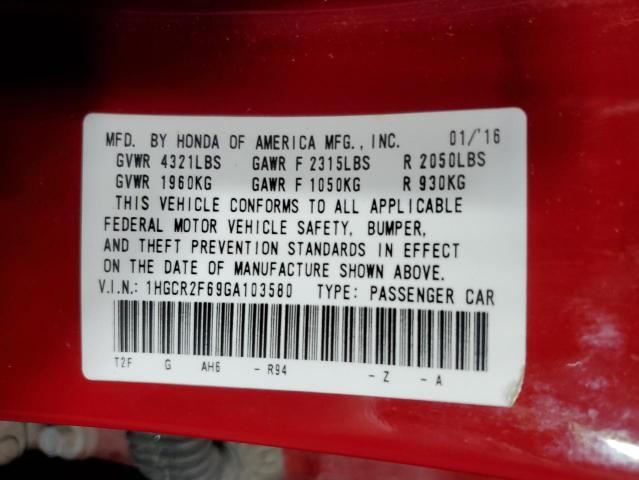 MFD. BY HONDA OF AMERICA MFG., INC. 01/'16
GVWR 4321LBS GAWR F 2315LBS R 2050LBS
GVWR 1960KG GAWR F 1050KG R 930KG
THIS VEHICLE CONFORMS TO ALL APPLICABLE
FEDERAL MOTOR VEHICLE SAFETY, BUMPER,
AND THEFT PREVENTION STANDARDS IN EFFECT
ON THE DATE OF MANUFACTURE SHOWN ABOVE.
V.I.N.: 1HGCR2F69GA103580 TYPE: PASSENGER CAR
T2F G AH6 - R94 - Z - A